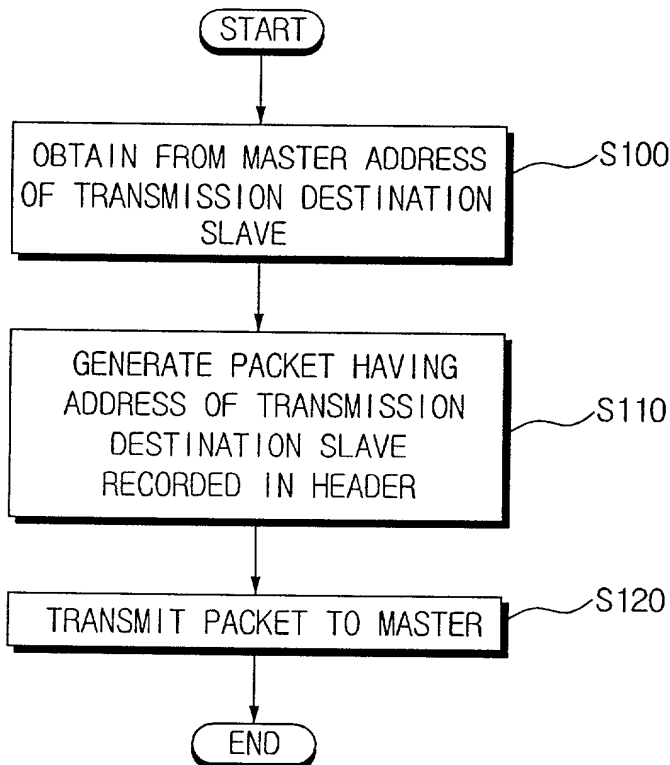 START
OBTAIN FROM MASTER ADDRESS
OF TRANSMISSION DESTINATION
SLAVE
S100
GENERATE PACKET HAVING
ADDRESS OF TRANSMISSION
DESTINATION SLAVE
RECORDED IN HEADER
S110
TRANSMIT PACKET TO MASTER
S120
END